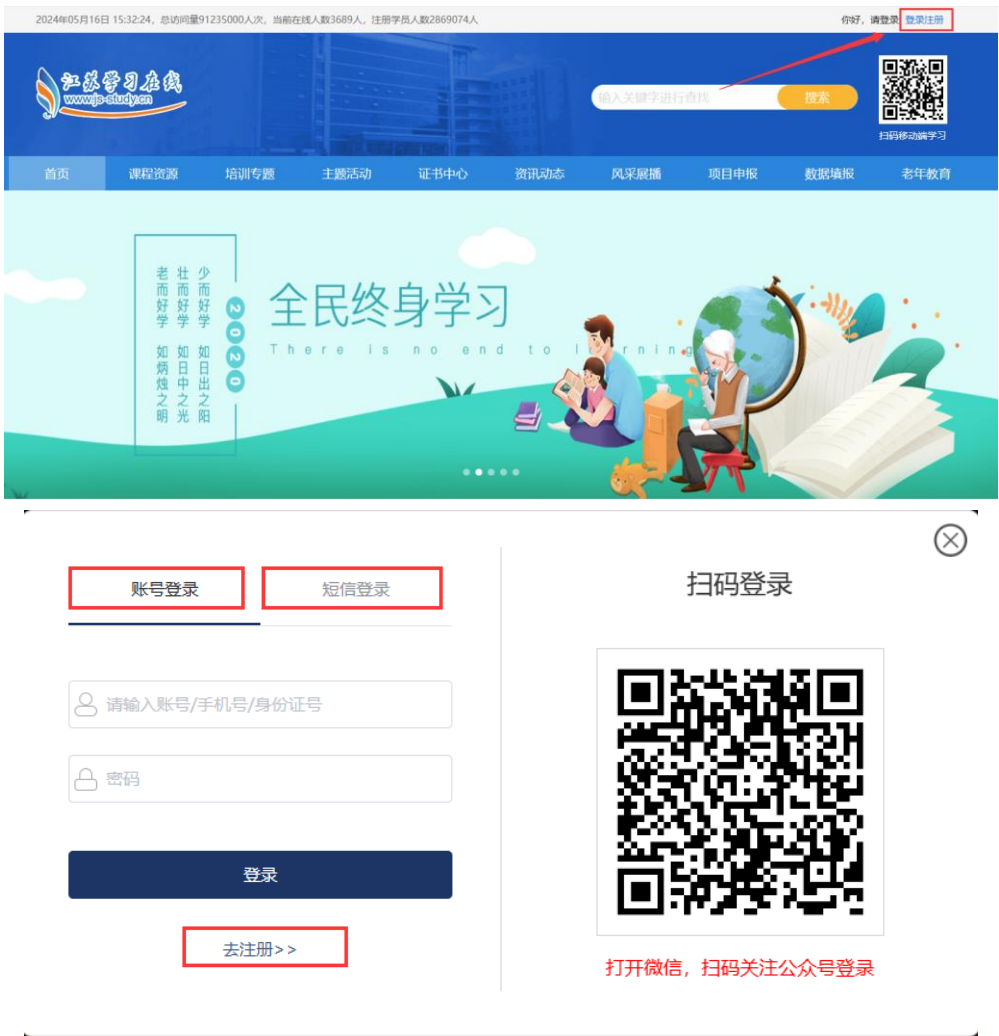 2024年05月16日 15:32:24，总访问量91235000人次，当前在线人数3689人，注册学员人数2869074人
你好，请登录 登录注册
江苏学习在线
www.js-study.cn
输入关键字进行查找
搜索
扫码移动端学习
首页 课程资源 培训专题 主题活动 证书中心 资讯动态 风采展播 项目申报 数据填报 老年教育
少而好学 如日出之阳
壮而好学 如日中之光
老而好学 如炳烛之明
2020
全民终身学习
There is no end to learning
账号登录 短信登录
请输入账号/手机号/身份证号
密码
登录
去注册>>
扫码登录
打开微信，扫码关注公众号登录